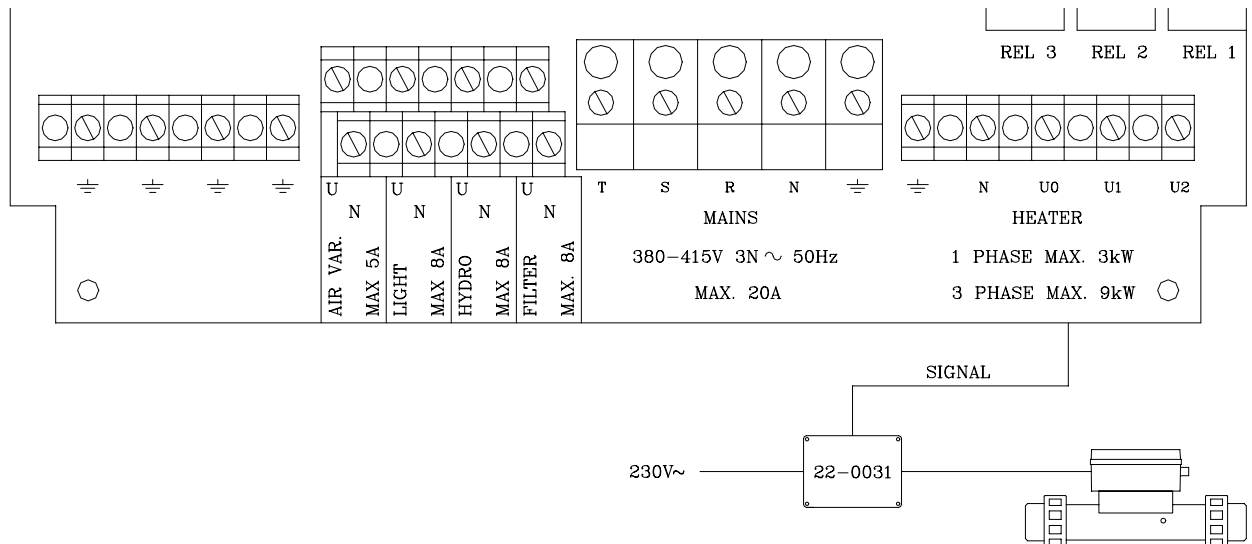 REL 3 REL 2 REL 1
T S R N
N U0 U1 U2
U U U U
N N N N
MAINS
HEATER
AIR VAR.
MAX 5A
LIGHT
MAX 8A
HYDRO
MAX 8A
FILTER
MAX. 8A
380-415V 3N ~ 50Hz
MAX. 20A
1 PHASE MAX. 3kW
3 PHASE MAX. 9kW
SIGNAL
230V~
22-0031